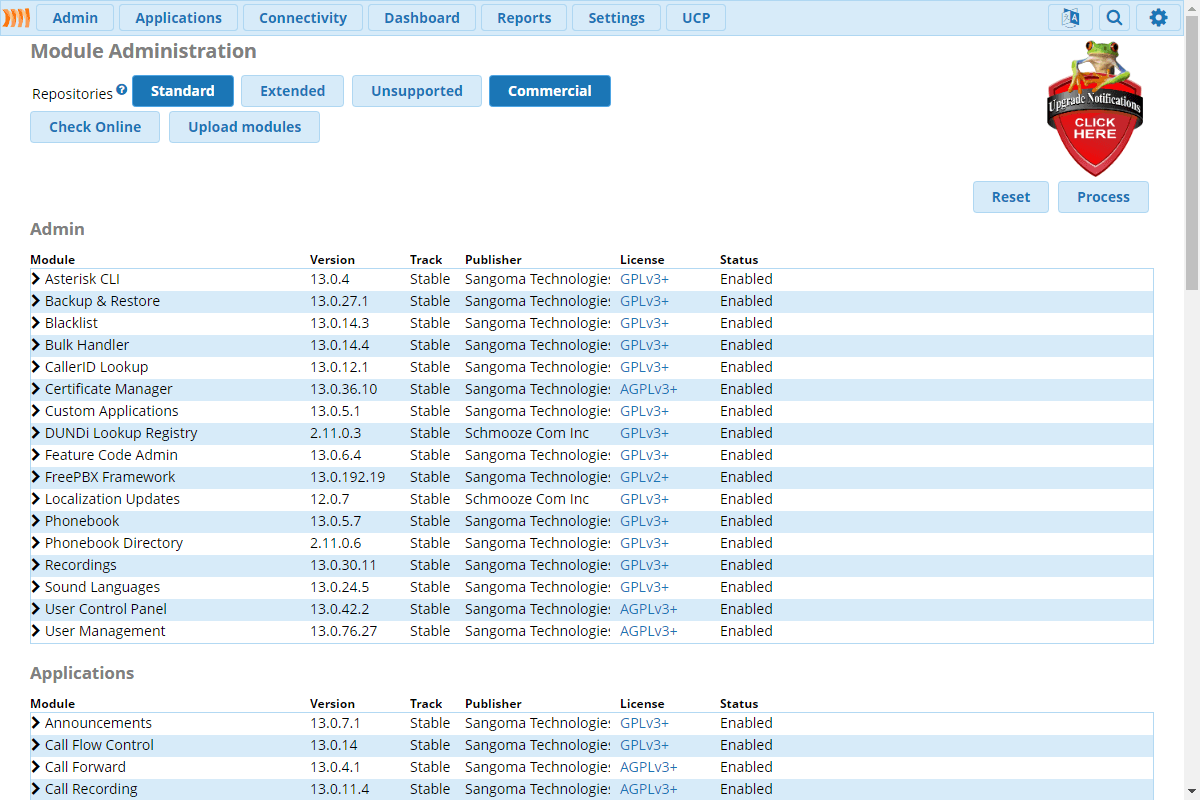 Admin Applications Connectivity Dashboard Reports Settings UCP
Module Administration
Repositories ? Standard Extended Unsupported Commercial
Check Online Upload modules
Upgrade Notifications
CLICK
HERE
Reset Process
Admin
Module Version Track Publisher License Status
Asterisk CLI 13.0.4 Stable Sangoma Technologies GPLv3+ Enabled
Backup & Restore 13.0.27.1 Stable Sangoma Technologies GPLv3+ Enabled
Blacklist 13.0.14.3 Stable Sangoma Technologies GPLv3+ Enabled
Bulk Handler 13.0.14.4 Stable Sangoma Technologies GPLv3+ Enabled
CallerID Lookup 13.0.12.1 Stable Sangoma Technologies GPLv3+ Enabled
Certificate Manager 13.0.36.10 Stable Sangoma Technologies AGPLv3+ Enabled
Custom Applications 13.0.5.1 Stable Sangoma Technologies GPLv3+ Enabled
DUNDi Lookup Registry 2.11.0.3 Stable Schmooze Com Inc GPLv3+ Enabled
Feature Code Admin 13.0.6.4 Stable Sangoma Technologies GPLv3+ Enabled
FreePBX Framework 13.0.192.19 Stable Sangoma Technologies GPLv2+ Enabled
Localization Updates 12.0.7 Stable Schmooze Com Inc GPLv3+ Enabled
Phonebook 13.0.5.7 Stable Sangoma Technologies GPLv3+ Enabled
Phonebook Directory 2.11.0.6 Stable Sangoma Technologies GPLv3+ Enabled
Recordings 13.0.30.11 Stable Sangoma Technologies GPLv3+ Enabled
Sound Languages 13.0.24.5 Stable Sangoma Technologies GPLv3+ Enabled
User Control Panel 13.0.42.2 Stable Sangoma Technologies AGPLv3+ Enabled
User Management 13.0.76.27 Stable Sangoma Technologies AGPLv3+ Enabled
Applications
Module Version Track Publisher License Status
Announcements 13.0.7.1 Stable Sangoma Technologies GPLv3+ Enabled
Call Flow Control 13.0.14 Stable Sangoma Technologies GPLv3+ Enabled
Call Forward 13.0.4.1 Stable Sangoma Technologies AGPLv3+ Enabled
Call Recording 13.0.11.4 Stable Sangoma Technologies AGPLv3+ Enabled